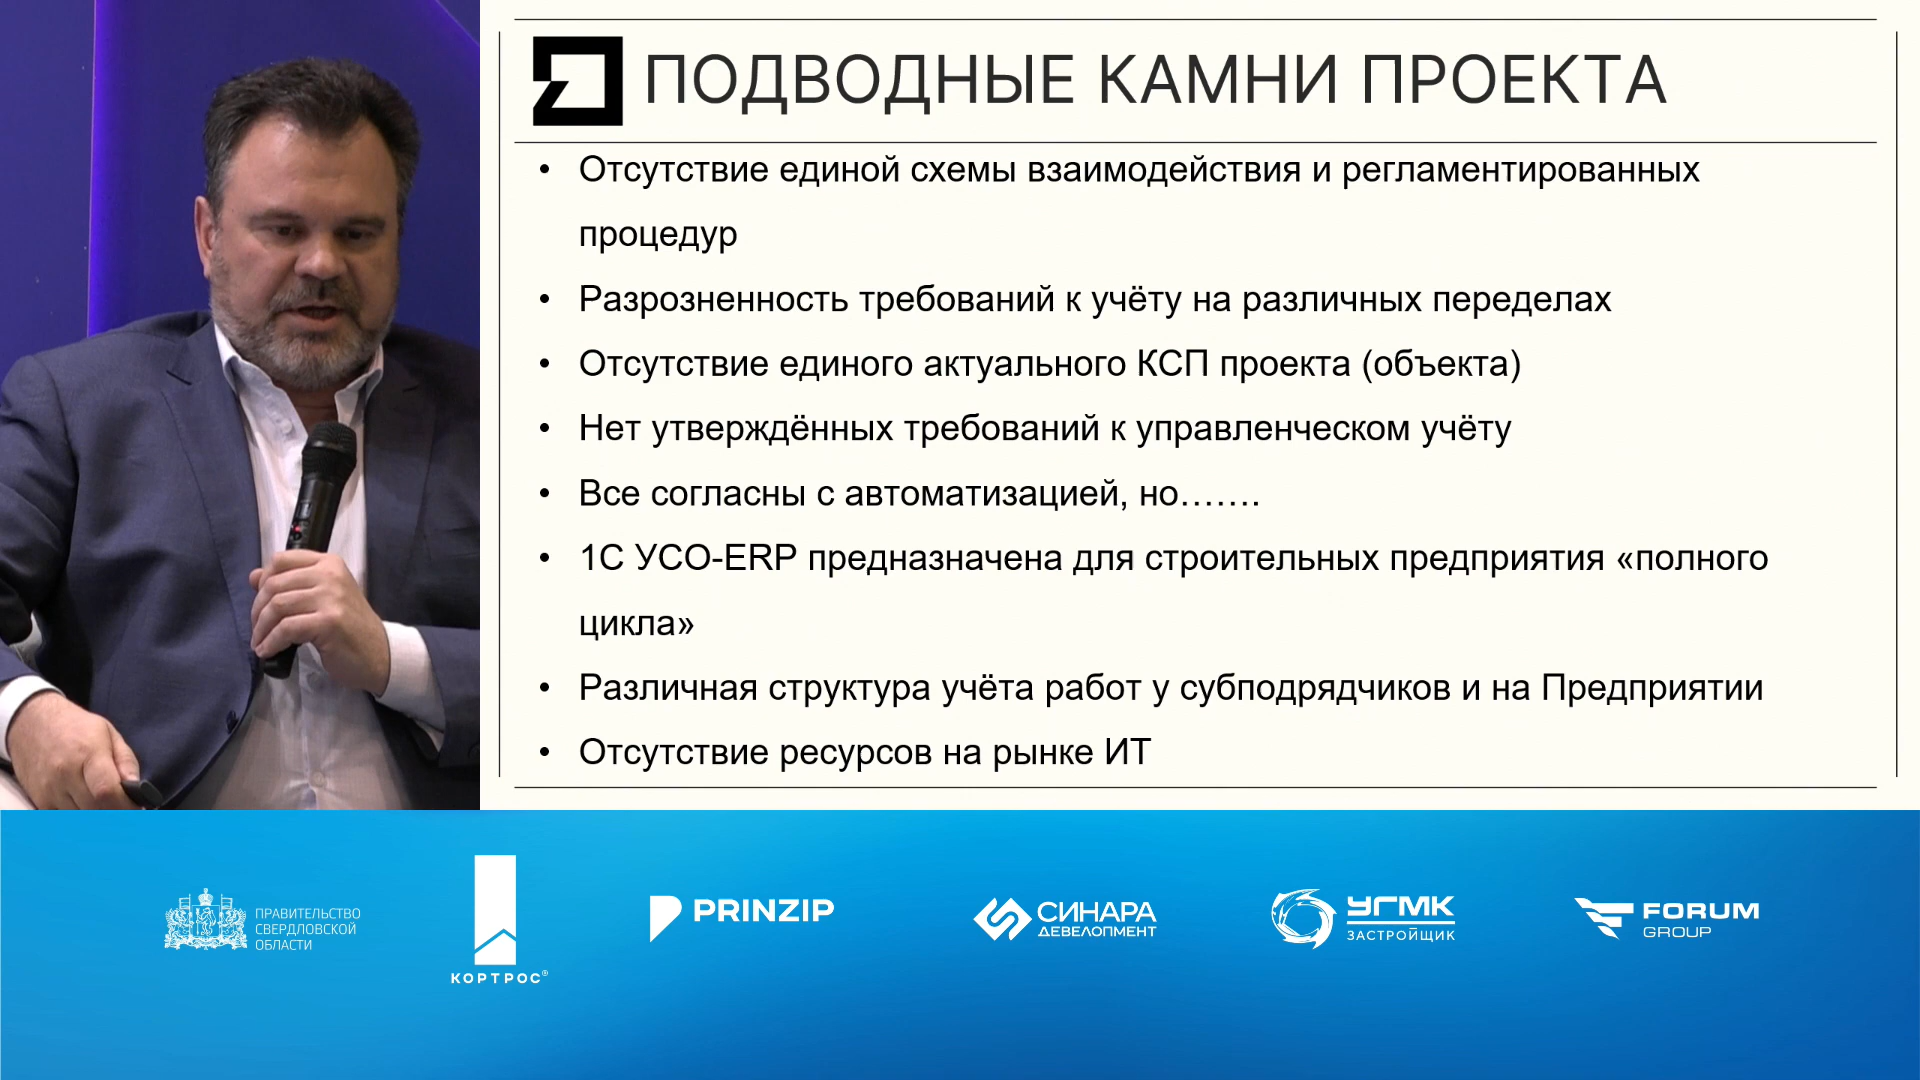 ПОДВОДНЫЕ КАМНИ ПРОЕКТА
• Отсутствие единой схемы взаимодействия и регламентированных
процедур
• Разрозненность требований к учёту на различных переделах
• Отсутствие единого актуального КСП проекта (объекта)
• Нет утверждённых требований к управленческом учёту
• Все согласны с автоматизацией, но…….
• 1С УСО-ERP предназначена для строительных предприятия «полного
цикла»
• Различная структура учёта работ у субподрядчиков и на Предприятии
• Отсутствие ресурсов на рынке ИТ
ПРАВИТЕЛЬСТВО
СВЕРДЛОВСКОЙ
ОБЛАСТИ
КОРТРОС®
PRINZIP
СИНАРА
ДЕВЕЛОПМЕНТ
УГМК
ЗАСТРОЙЩИК
FORUM
GROUP